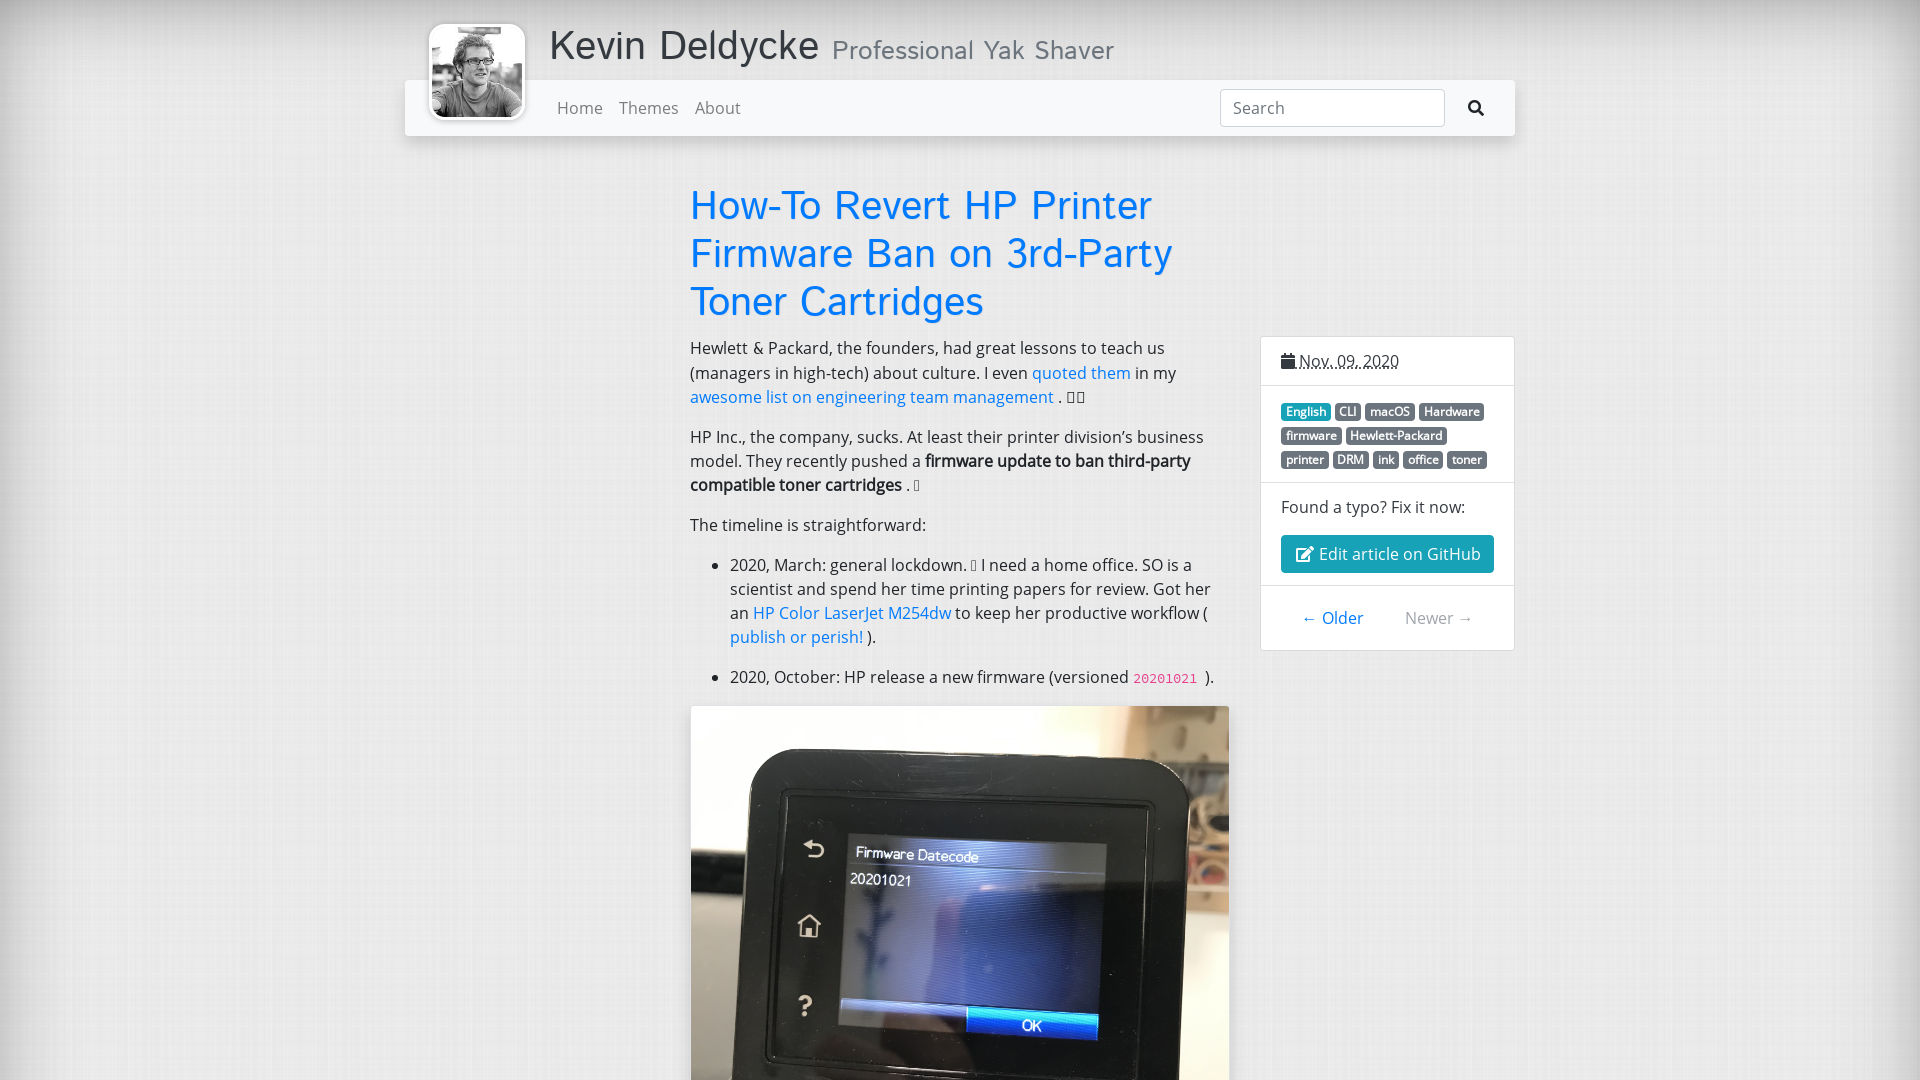 Kevin Deldycke Professional Yak Shaver
Home Themes About
Search
How-To Revert HP Printer
Firmware Ban on 3rd-Party
Toner Cartridges
Hewlett & Packard, the founders, had great lessons to teach us
(managers in high-tech) about culture. I even quoted them in my
awesome list on engineering team management .
HP Inc., the company, sucks. At least their printer division’s business
model. They recently pushed a firmware update to ban third-party
compatible toner cartridges .
The timeline is straightforward:
2020, March: general lockdown. I need a home office. SO is a
scientist and spend her time printing papers for review. Got her
an HP Color LaserJet M254dw to keep her productive workflow (
publish or perish! ).
2020, October: HP release a new firmware (versioned 20201021 ).
Firmware Datecode
20201021
?
OK
Nov. 09, 2020
English CLI macOS Hardware
firmware Hewlett-Packard
printer DRM ink office toner
Found a typo? Fix it now:
Edit article on GitHub
← Older Newer →